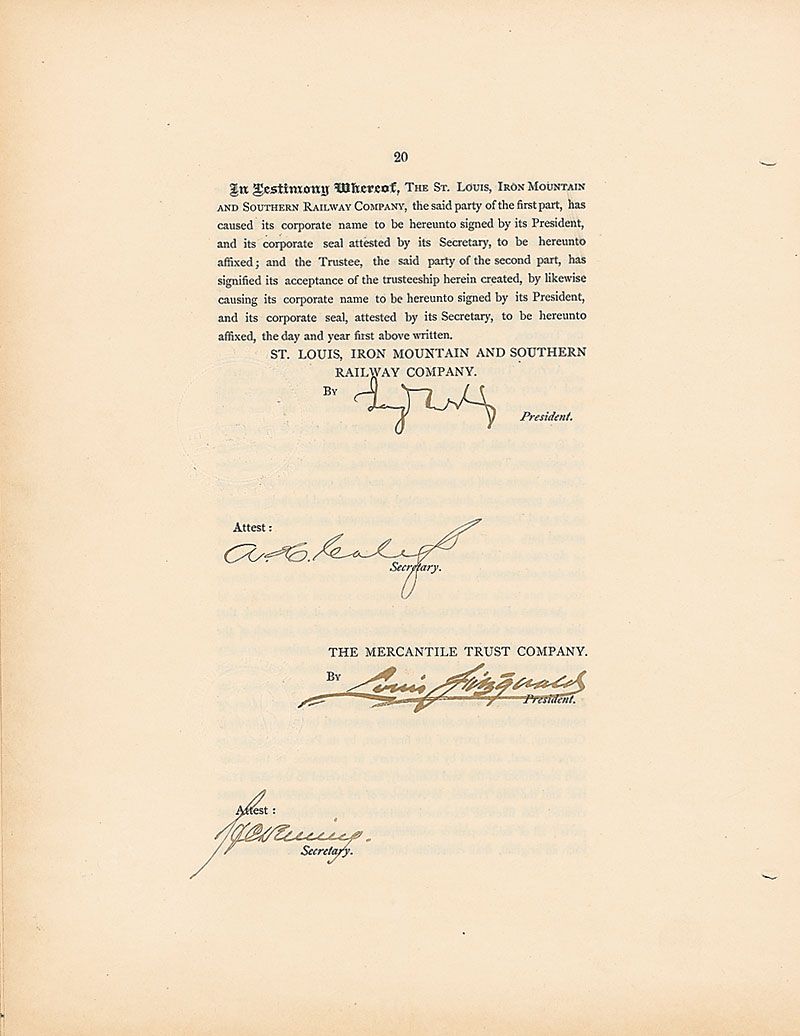 20
In Testimony Whereof, THE ST. LOUIS, IRON MOUNTAIN
AND SOUTHERN RAILWAY COMPANY, the said party of the first part, has
caused its corporate name to be hereunto signed by its President,
and its corporate seal attested by its Secretary, to be hereunto
affixed; and the Trustee, the said party of the second part, has
signified its acceptance of the trusteeship herein created, by likewise
causing its corporate name to be hereunto signed by its President,
and its corporate seal, attested by its Secretary, to be hereunto
affixed, the day and year first above written.
ST. LOUIS, IRON MOUNTAIN AND SOUTHERN
RAILWAY COMPANY.
BY
President.
Attest:
A. H. Calef
Secretary.
THE MERCANTILE TRUST COMPANY.
BY Louis Fitzgerald
President.
Attest:
Secretary.